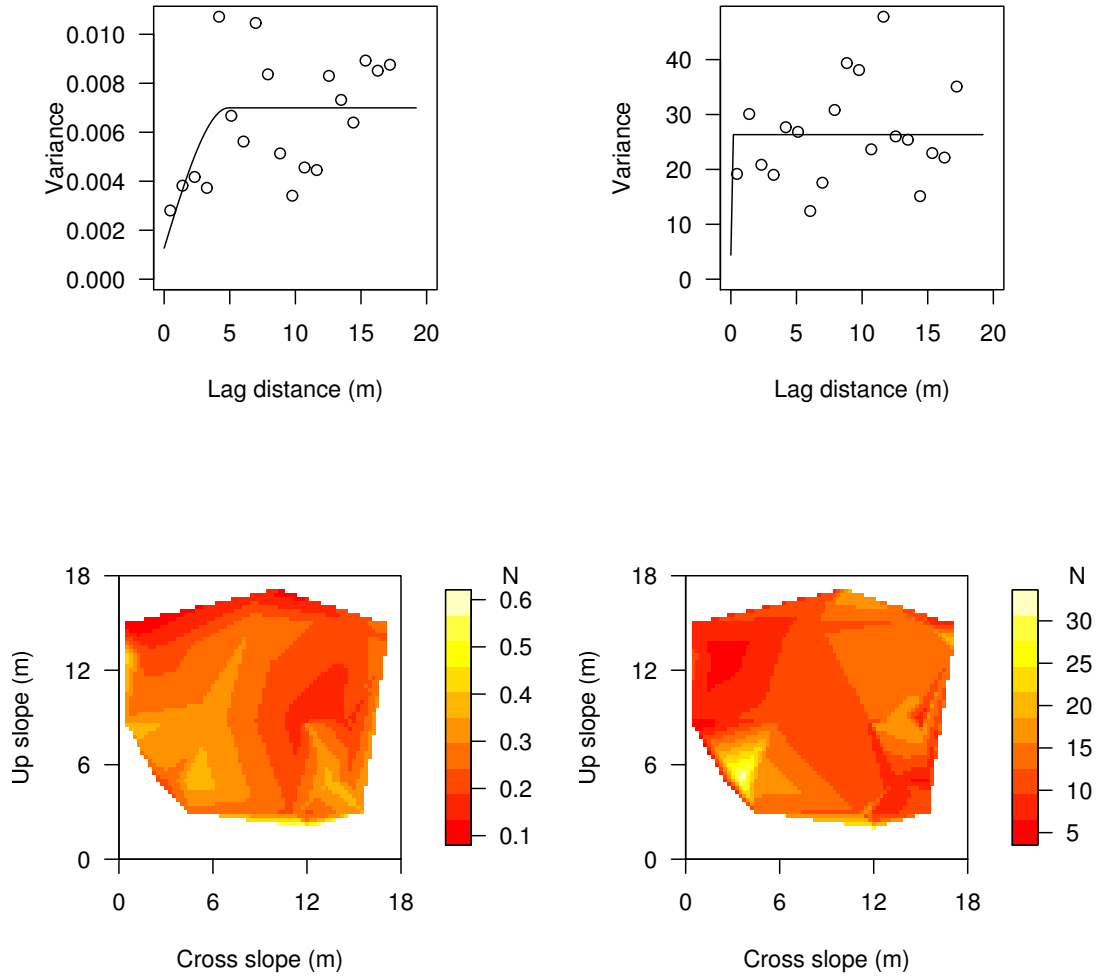 Variance
0.010
0.008
0.006
0.004
0.002
0.000
0 5 10 15 20
Lag distance (m)
Variance
40
30
20
10
0
0 5 10 15 20
Lag distance (m)
Up slope (m)
18
12
6
0
0 6 12 18
Cross slope (m)
N
0.6
0.5
0.4
0.3
0.2
0.1
Up slope (m)
18
12
6
0
0 6 12 18
Cross slope (m)
N
30
25
20
15
10
5